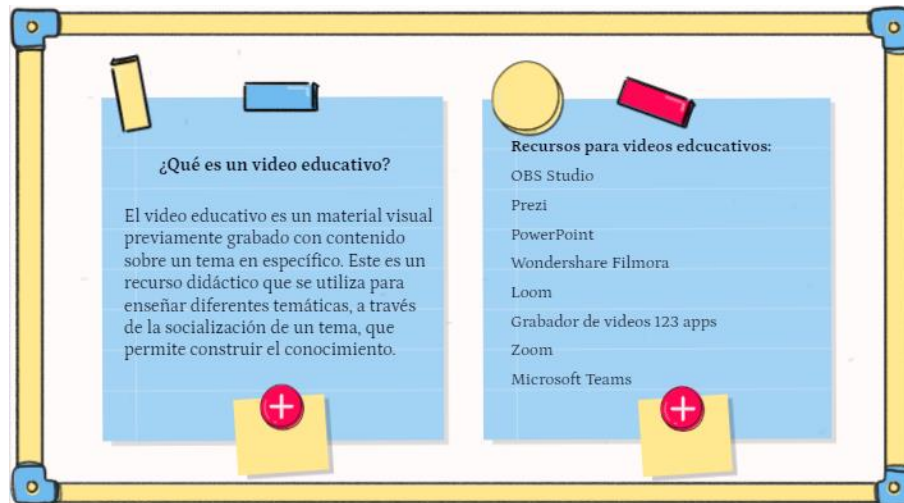 ¿Qué es un video educativo?
El video educativo es un material visual
previamente grabado con contenido
sobre un tema en específico. Este es un
recurso didáctico que se utiliza para
enseñar diferentes temáticas, a través
de la socialización de un tema, que
permite construir el conocimiento.
Recursos para videos edcucativos:
OBS Studio
Prezi
PowerPoint
Wondershare Filmora
Loom
Grabador de videos 123 apps
Zoom
Microsoft Teams